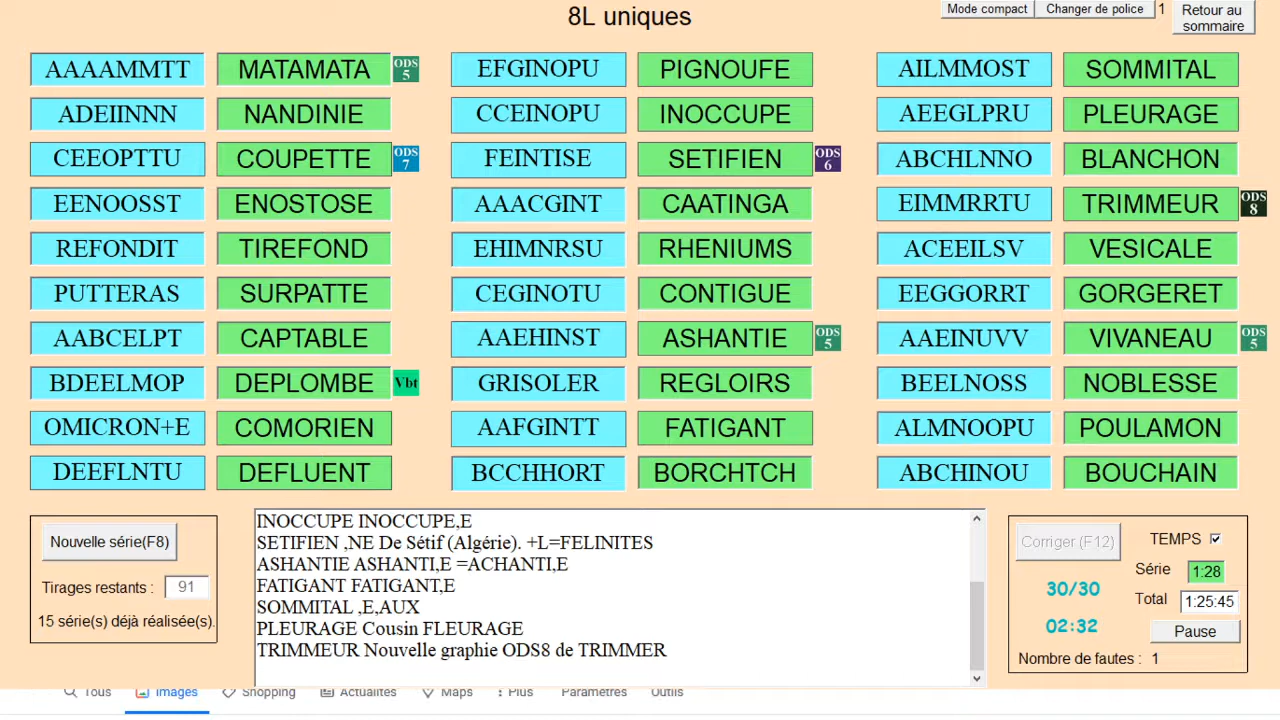 8L uniques
Mode compact
Changer de police
1
Retour au
sommaire
AAAAMMTT MATAMATA ODS 5 EFGINOPU PIGNOUFE AILMMOST SOMMITAL
ADEIINNN NANDINIE CCEINOPU INOCCUPE AEEGLPRU PLEURAGE
CEEOPTTU COUPETTE ODS 7 FEINTISE SETIFIEN ODS 6 ABCHLNNO BLANCHON
EENOOSST ENOSTOSE AAACGINT CAATINGA EIMMRRTU TRIMMEUR ODS 8
REFONDIT TIREFOND EHIMNRSU RHENIUMS ACEEILSV VESICALE
PUTTERAS SURPATTE CEGINOTU CONTIGUE EEGGORRT GORGERET
AABCELPT CAPTABLE AAEHINST ASHANTIE ODS 5 AAEINUVV VIVANEAU ODS 5
BDEELMOP DEPLOMBE Vbt GRISOLER REGLOIRS BEELNOSS NOBLESSE
OMICRON+E COMORIEN AAFGINTT FATIGANT ALMNOOPU POULAMON
DEEFLNTU DEFLUENT BCCHHORT BORCHTCH ABCHINOU BOUCHAIN
Nouvelle série(F8)
Tirages restants : 91
15 série(s) déjà réalisée(s).
INOCCUPE INOCCUPE,E
SETIFIEN ,NE De Sétif (Algérie). +L=FELINITES
ASHANTIE ASHANTI,E =ACHANTI,E
FATIGANT FATIGANT,E
SOMMITAL ,E,AUX
PLEURAGE Cousin FLEURAGE
TRIMMEUR Nouvelle graphie ODS8 de TRIMMER
Corriger (F12)
TEMPS
Série 1:28
30/30
Total 1:25:45
02:32
Pause
Nombre de fautes : 1
Tous Images Shopping Actualités Maps Plus Paramètres Outils